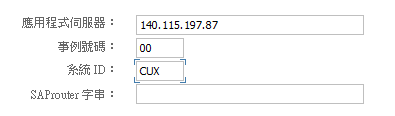 應用程式伺服器： 140.115.197.87
事例號碼： 00
系統 ID： CUX
SAProuter 字串：